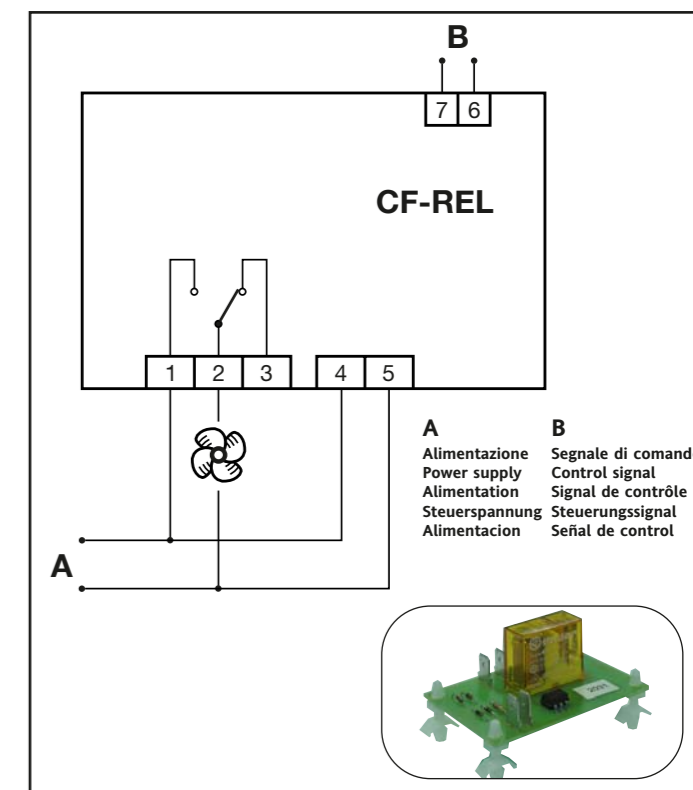 B
7 6
CF-REL
1 2 3 4 5
A B
Alimentazione Segnale di comando
Power supply Control signal
Alimentation Signal de contrôle
Steuerspannung Steuerungssignal
Alimentacion Señal de control
A